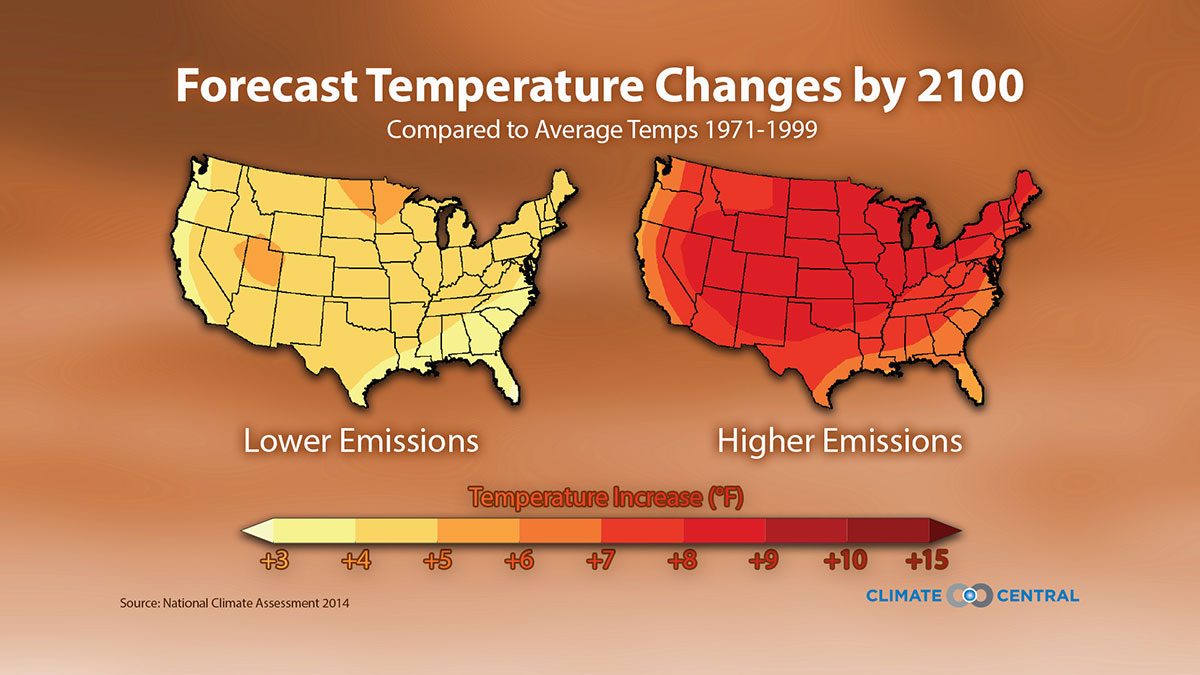 Forecast Temperature Changes by 2100
Compared to Average Temps 1971-1999
Lower Emissions
Higher Emissions
Temperature Increase (°F)
+3 +4 +5 +6 +7 +8 +9 +10 +15
Source: National Climate Assessment 2014
CLIMATE CENTRAL